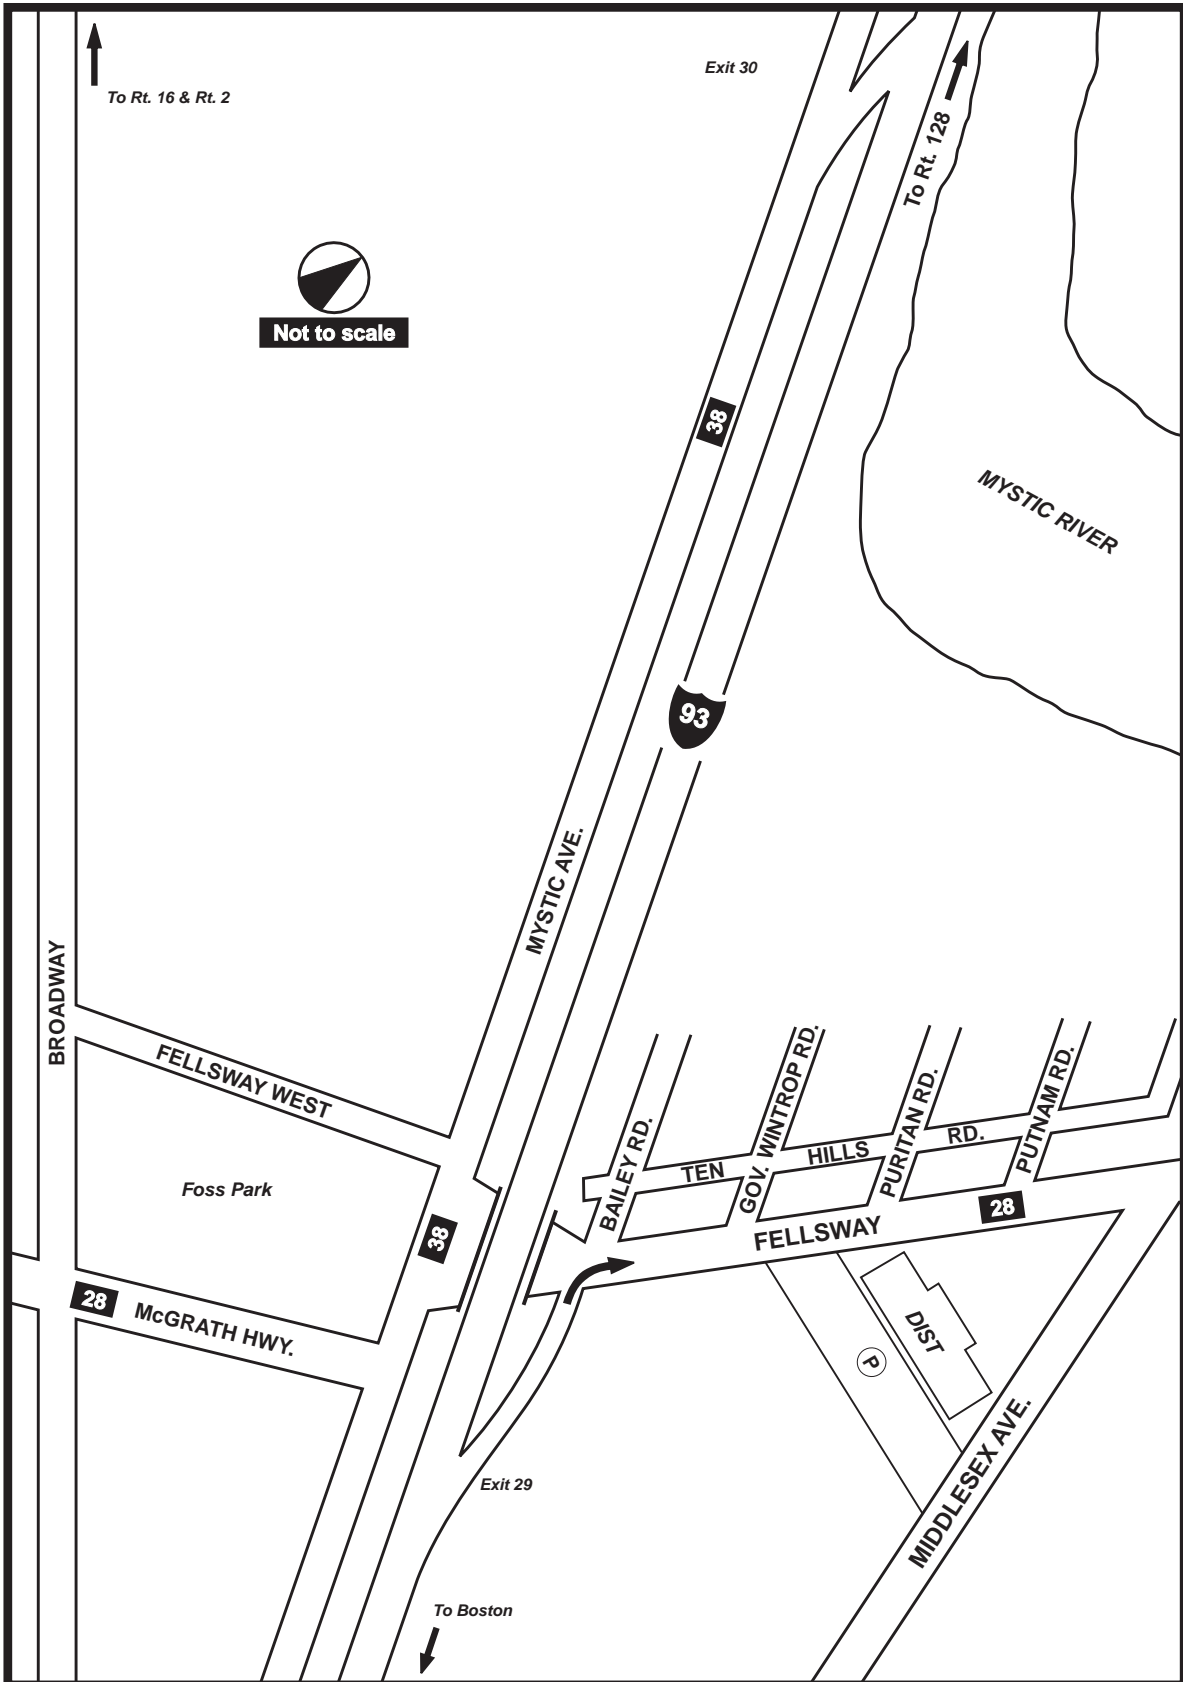 Exit 30
To Rt. 16 & Rt. 2
To Rt. 128
Not to scale
38
MYSTIC RIVER
93
MYSTIC AVE.
BROADWAY
FELLSWAY WEST
GOV. WINTROP RD.
PURITAN RD.
PUTNAM RD.
BAILEY RD.
TEN HILLS RD.
Foss Park
38
28
FELLSWAY
28
McGRATH HWY.
DIST
P
MIDDLESEX AVE.
Exit 29
To Boston